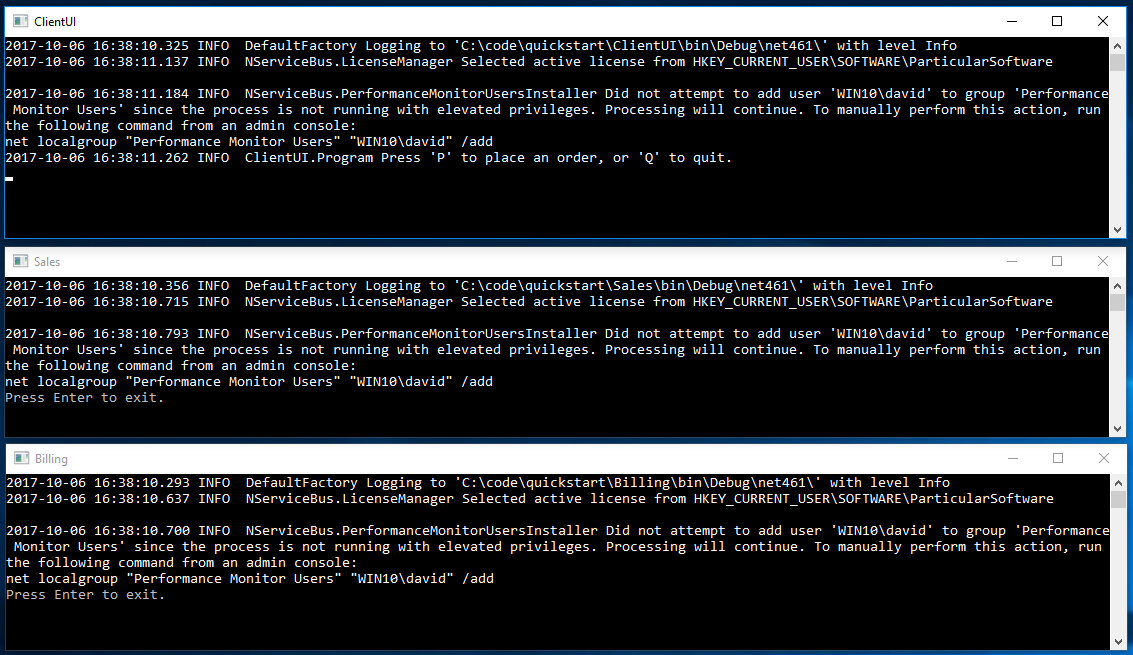 ClientUI
2017-10-06 16:38:10.325 INFO  DefaultFactory Logging to 'C:\code\quickstart\ClientUI\bin\Debug\net461\' with level Info
2017-10-06 16:38:11.137 INFO  NServiceBus.LicenseManager Selected active license from HKEY_CURRENT_USER\SOFTWARE\ParticularSoftware
2017-10-06 16:38:11.184 INFO  NServiceBus.PerformanceMonitorUsersInstaller Did not attempt to add user 'WIN10\david' to group 'Performance
Monitor Users' since the process is not running with elevated privileges. Processing will continue. To manually perform this action, run
the following command from an admin console:
net localgroup "Performance Monitor Users" "WIN10\david" /add
2017-10-06 16:38:11.262 INFO  ClientUI.Program Press 'P' to place an order, or 'Q' to quit.
Sales
2017-10-06 16:38:10.356 INFO  DefaultFactory Logging to 'C:\code\quickstart\Sales\bin\Debug\net461\' with level Info
2017-10-06 16:38:10.715 INFO  NServiceBus.LicenseManager Selected active license from HKEY_CURRENT_USER\SOFTWARE\ParticularSoftware
2017-10-06 16:38:10.793 INFO  NServiceBus.PerformanceMonitorUsersInstaller Did not attempt to add user 'WIN10\david' to group 'Performance
Monitor Users' since the process is not running with elevated privileges. Processing will continue. To manually perform this action, run
the following command from an admin console:
net localgroup "Performance Monitor Users" "WIN10\david" /add
Press Enter to exit.
Billing
2017-10-06 16:38:10.293 INFO  DefaultFactory Logging to 'C:\code\quickstart\Billing\bin\Debug\net461\' with level Info
2017-10-06 16:38:10.637 INFO  NServiceBus.LicenseManager Selected active license from HKEY_CURRENT_USER\SOFTWARE\ParticularSoftware
2017-10-06 16:38:10.700 INFO  NServiceBus.PerformanceMonitorUsersInstaller Did not attempt to add user 'WIN10\david' to group 'Performance
Monitor Users' since the process is not running with elevated privileges. Processing will continue. To manually perform this action, run
the following command from an admin console:
net localgroup "Performance Monitor Users" "WIN10\david" /add
Press Enter to exit.